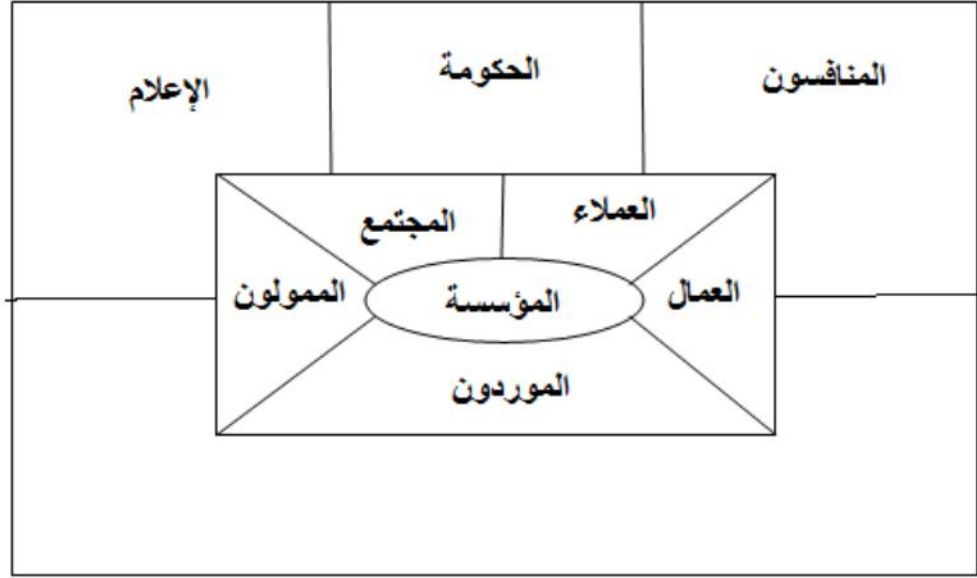 المنافسون
الحكومة
الإعلام
العملاء
المجتمع
العمال
المؤسسة
الممولون
الموردون